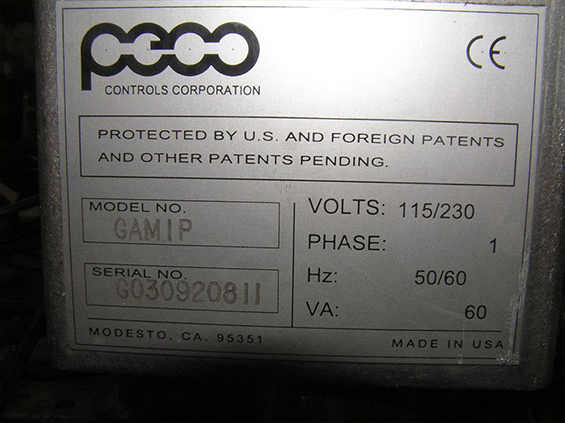 peco
CE
CONTROLS CORPORATION
PROTECTED BY U.S. AND FOREIGN PATENTS
AND OTHER PATENTS PENDING.
MODEL NO.
GAMIP
SERIAL NO.
G03092081I
VOLTS: 115/230
PHASE: 1
Hz: 50/60
VA: 60
MODESTO, CA. 95351
MADE IN USA